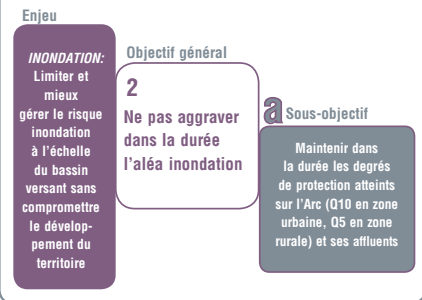 Enjeu
INONDATION:
Limiter et
mieux
gérer le risque
inondation
à l'échelle
du bassin
versant sans
compromettre
le dévelop-
pement du
territoire
Objectif général
2
Ne pas aggraver
dans la durée
l'aléa inondation
a Sous-objectif
Maintenir dans
la durée les degrés
de protection atteints
sur l'Arc (Q10 en zone
urbaine, Q5 en zone
rurale) et ses affluents